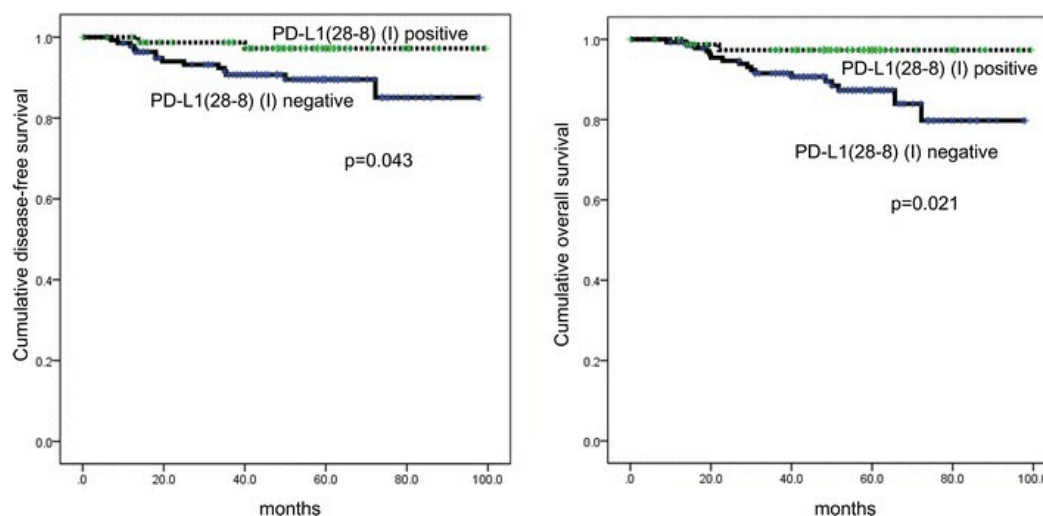 PD-L1(28-8) (I) positive
PD-L1(28-8) (I) negative
p=0.043
Cumulative disease-free survival
1.0
0.8
0.6
0.4
0.2
0.0
.0 20.0 40.0 60.0 80.0 100.0
months
PD-L1(28-8) (I) positive
PD-L1(28-8) (I) negative
p=0.021
Cumulative overall survival
1.0
0.8
0.6
0.4
0.2
0.0
.0 20.0 40.0 60.0 80.0 100.0
months